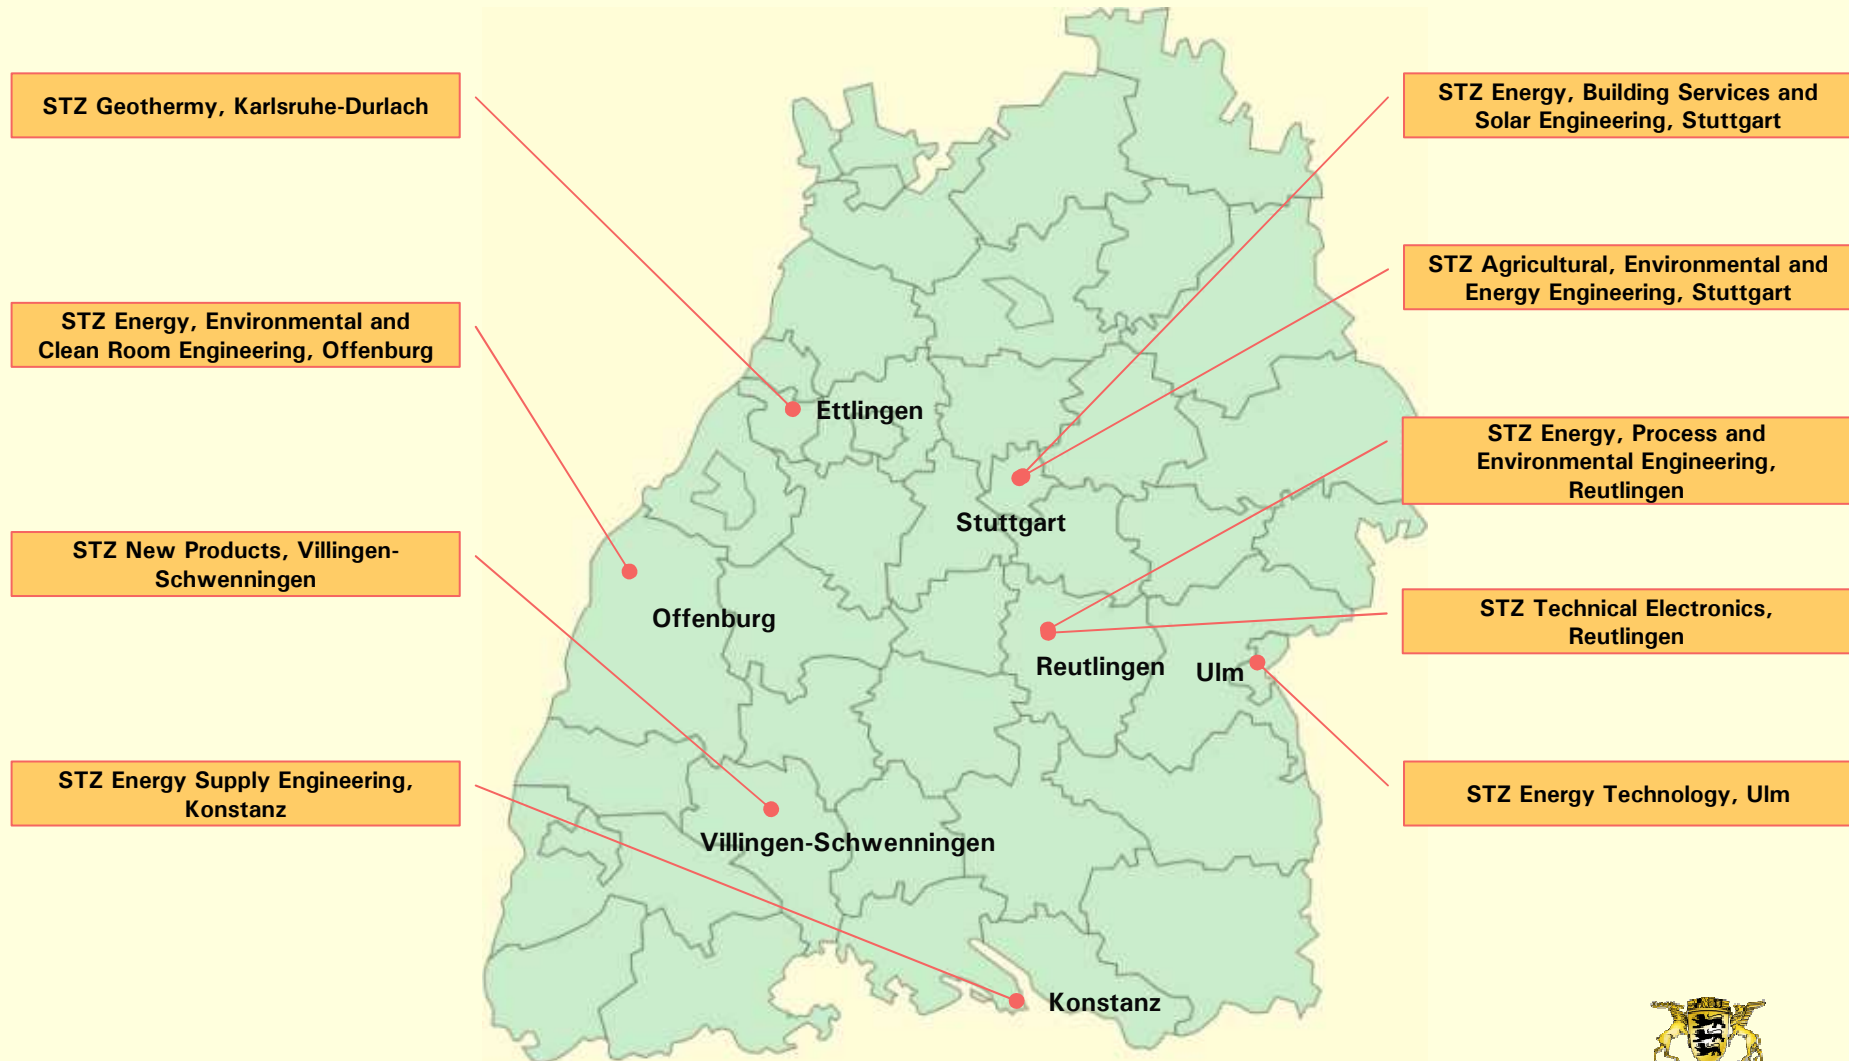 STZ Geothermy, Karlsruhe-Durlach
STZ Energy, Environmental and
Clean Room Engineering, Offenburg
STZ New Products, Villingen-
Schwenningen
STZ Energy Supply Engineering,
Konstanz
Ettlingen
Stuttgart
Offenburg
Reutlingen
Ulm
Villingen-Schwenningen
Konstanz
STZ Energy, Building Services and
Solar Engineering, Stuttgart
STZ Agricultural, Environmental and
Energy Engineering, Stuttgart
STZ Energy, Process and
Environmental Engineering,
Reutlingen
STZ Technical Electronics,
Reutlingen
STZ Energy Technology, Ulm